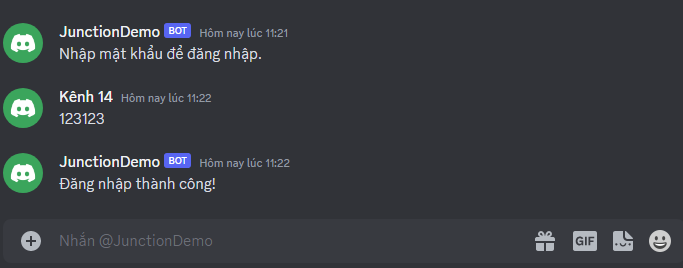 JunctionDemo BOT Hôm nay lúc 11:21
Nhập mật khẩu để đăng nhập.
Kênh 14 Hôm nay lúc 11:22
123123
JunctionDemo BOT Hôm nay lúc 11:22
Đăng nhập thành công!
Nhắn @JunctionDemo GIF